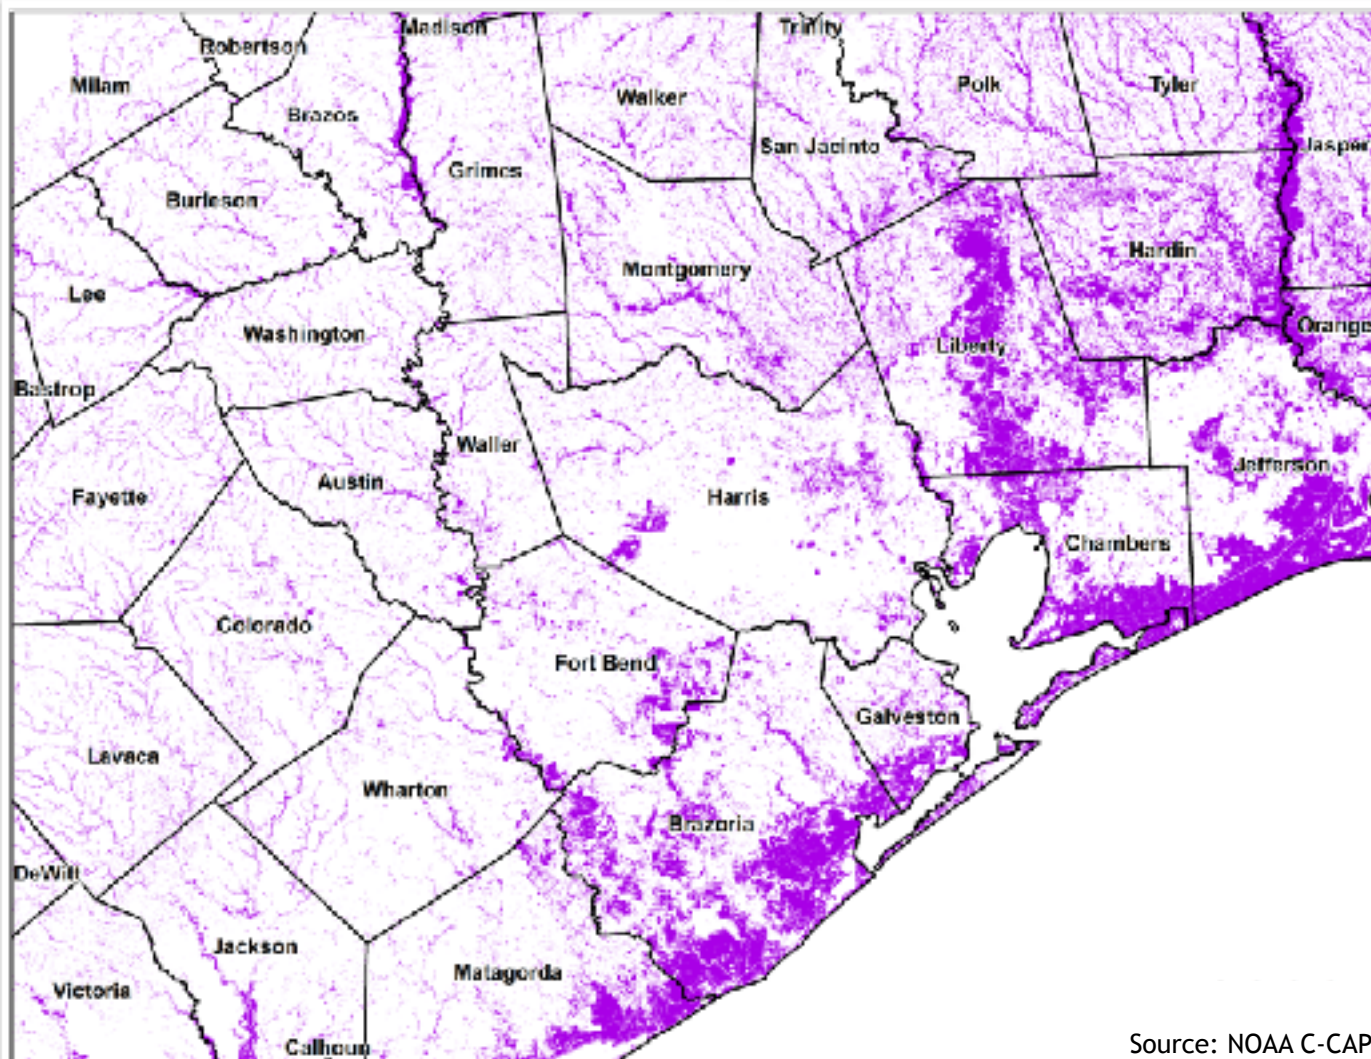 Madison
Trinity
Robertson
Milam
Walker
Polk
Tyler
Brazos
San Jacinto
Jasper
Grimes
Burleson
Hardin
Montgomery
Lee
Orange
Washington
Liberty
Bastrop
Waller
Jefferson
Austin
Fayette
Harris
Chambers
Colorado
Fort Bend
Galveston
Lavaca
Wharton
Brazoria
DeWitt
Jackson
Matagorda
Victoria
Calhoun
Source: NOAA C-CAP